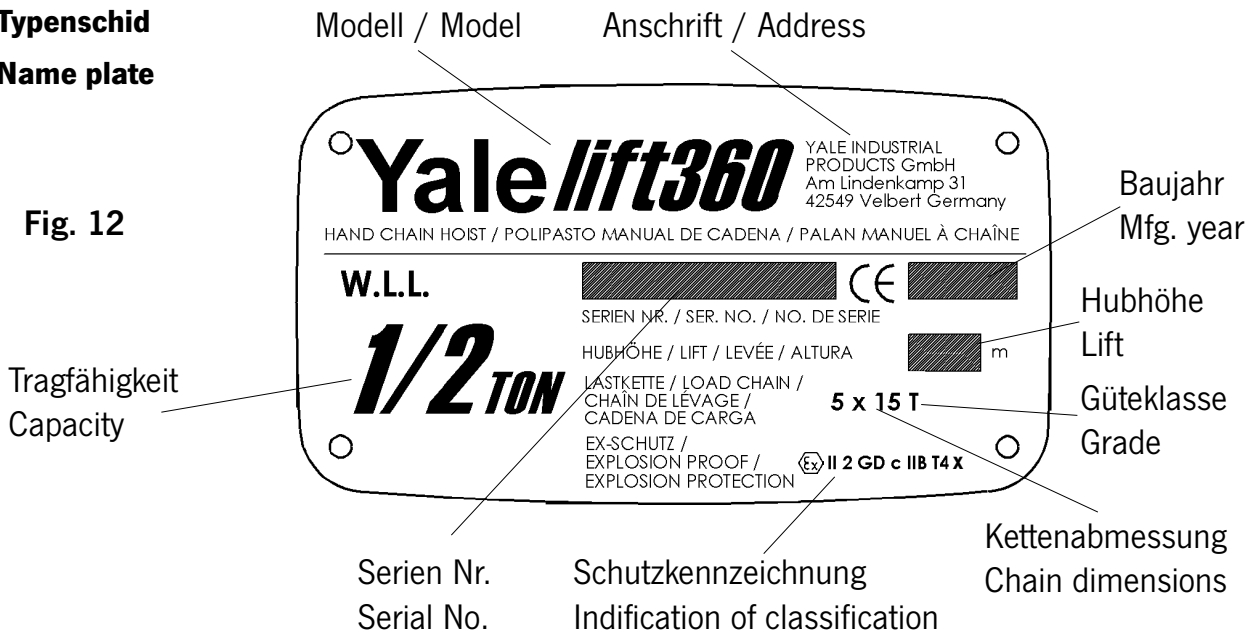 Typenschid
Name plate
Fig. 12
Modell / Model
Anschrift / Address
Yale lift360
YALE INDUSTRIAL
PRODUCTS GmbH
Am Lindenkamp 31
42549 Velbert Germany
HAND CHAIN HOIST / POLIPASTO MANUAL DE CADENA / PALAN MANUEL À CHAÎNE
W.L.L.
CE
SERIEN NR. / SER. NO. / NO. DE SERIE
1/2 TON
HUBHÖHE / LIFT / LEVÉE / ALTURA
m
LASTKETTE / LOAD CHAIN /
CHAÎN DE LÉVAGE /
CADENA DE CARGA
5 x 15 T
EX-SCHUTZ /
EXPLOSION PROOF /
EXPLOSION PROTECTION
Ex II 2 GD c IIB T4 X
Baujahr
Mfg. year
Hubhöhe
Lift
Güteklasse
Grade
Kettenabmessung
Chain dimensions
Tragfähigkeit
Capacity
Serien Nr.
Serial No.
Schutzkennzeichnung
Indification of classification